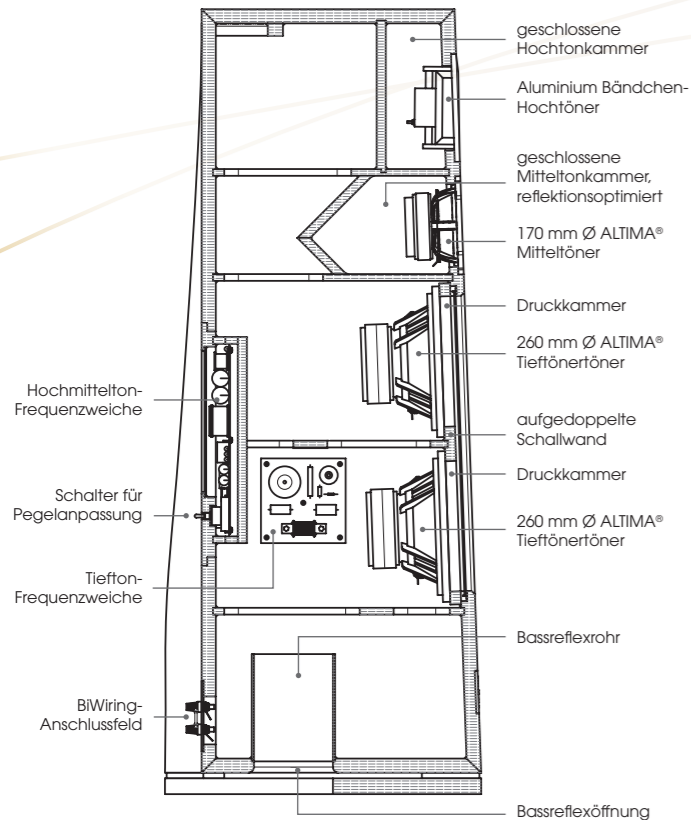 geschlossene
Hochtonkammer
Aluminium Bändchen-
Hochtöner
geschlossene
Mitteltonkammer,
reflektionsoptimiert
170 mm Ø ALTIMA®
Mitteltöner
Druckkammer
260 mm Ø ALTIMA®
Tieftönertöner
aufgedoppelte
Schallwand
Druckkammer
260 mm Ø ALTIMA®
Tieftönertöner
Bassreflexrohr
Bassreflexöffnung
Hochmittelton-
Frequenzweiche
Schalter für
Pegelanpassung
Tiefton-
Frequenzweiche
BiWiring-
Anschlussfeld